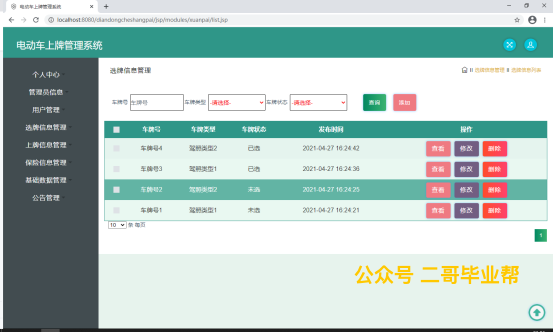 电动车上牌管理系统
localhost:8080/diandongcheshangpai/jsp/modules/xuanpai/list.jsp
电动车上牌管理系统
个人中心
管理员信息
用户管理
选牌信息管理
上牌信息管理
保险信息管理
基础数据管理
公告管理
选牌信息管理
选牌信息管理 选牌信息列表
车牌号 车牌号 车牌类型 -请选择- 车牌状态 -请选择- 查询 添加
车牌号 车牌类型 车牌状态 发布时间 操作
车牌号4 驾照类型2 已选 2021-04-27 16:24:42 查看 修改 删除
车牌号3 驾照类型1 已选 2021-04-27 16:24:36 查看 修改 删除
车牌号2 驾照类型2 未选 2021-04-27 16:24:25 查看 修改 删除
车牌号1 驾照类型1 未选 2021-04-27 16:24:21 查看 修改 删除
10 条 每页
1
公众号 二哥毕业帮